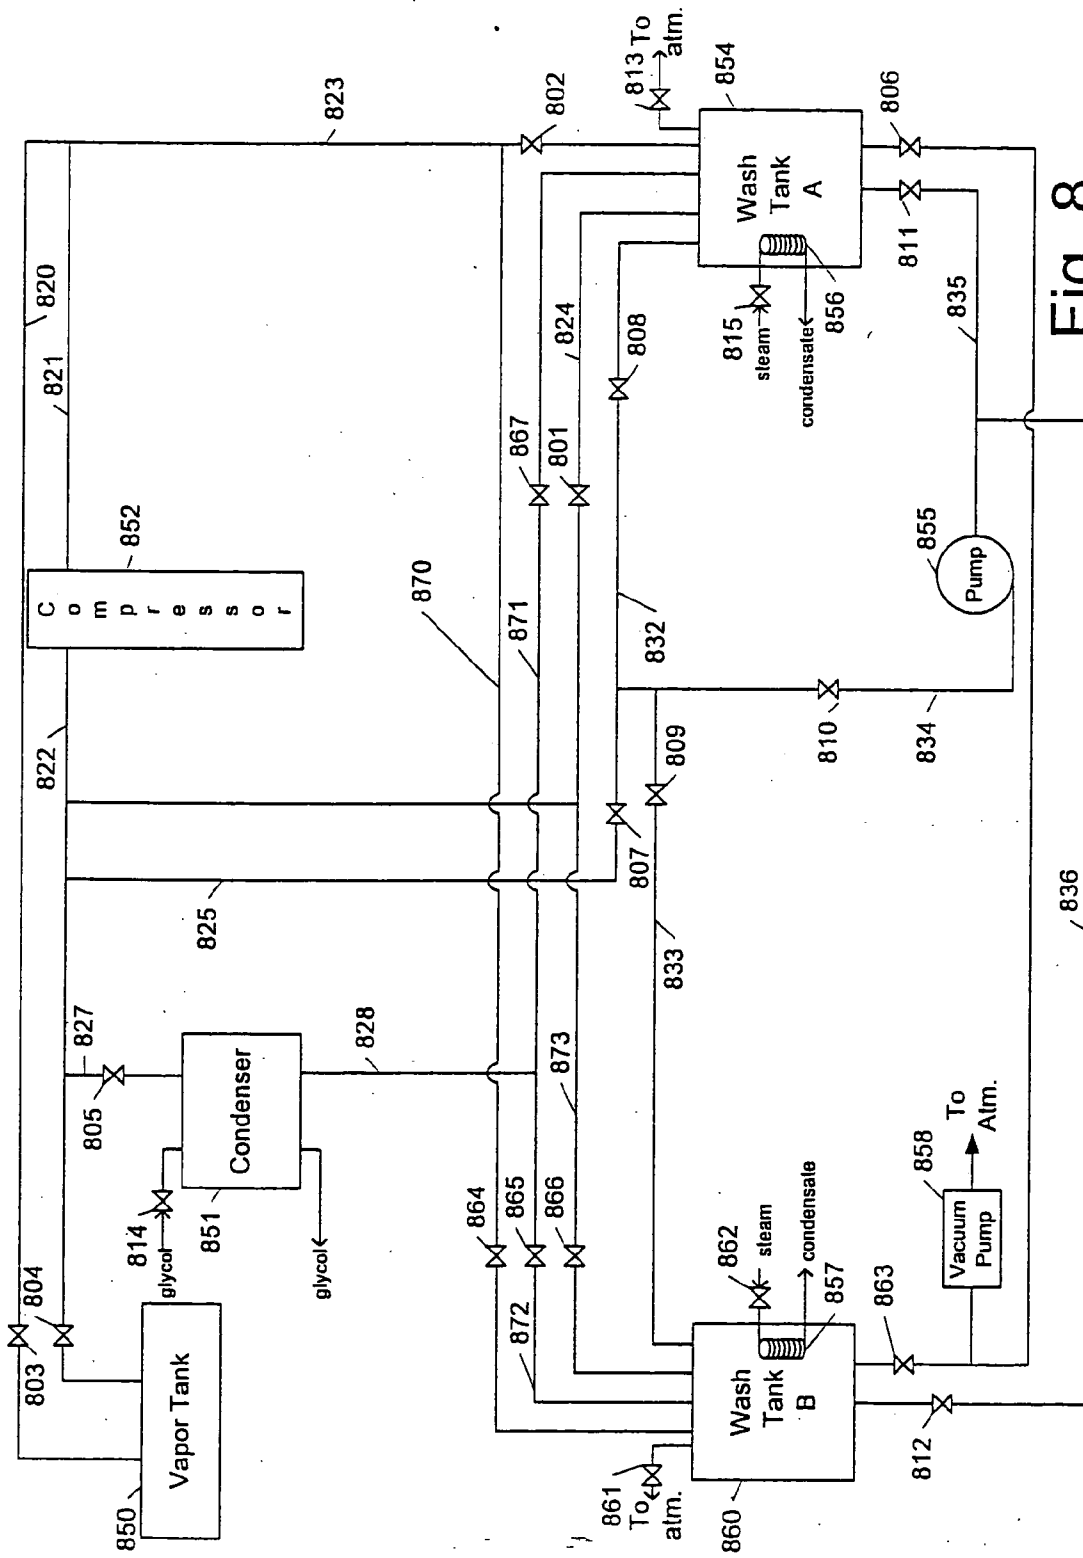 820
821
823
802
813 To
atm.
854
Wash
Tank
A
806
811
815
steam
condensate
856
808
824
867
801
835
Fig. 8
C
o
m
p
r
e
s
s
o
r
852
822
870
871
832
855
Pump
810
834
825
807
809
833
836
827
805
828
Condenser
851
814
glycol
glycol
873
864
865
866
872
804
803
Vapor Tank
850
861
To
atm.
Wash
Tank
B
860
862
steam
condensate
857
863
812
858
Vacuum
Pump
To
Atm.